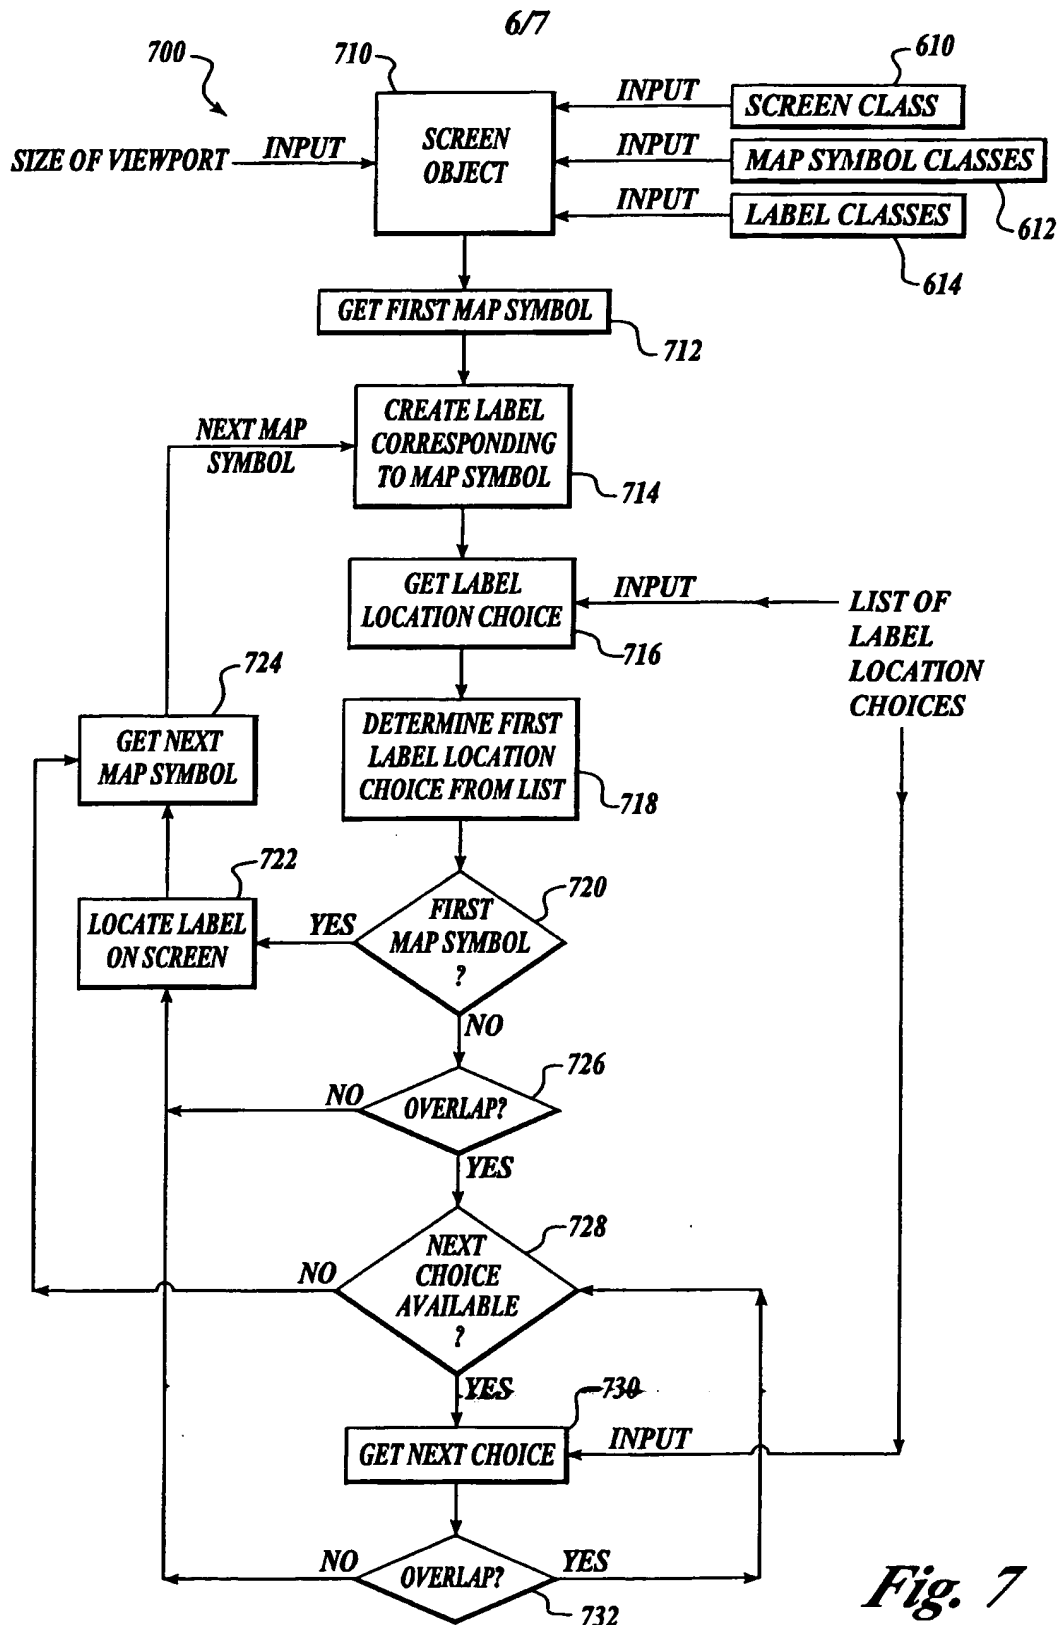 6/7
700
710
610
INPUT
SCREEN CLASS
SCREEN
OBJECT
SIZE OF VIEWPORT
INPUT
INPUT
MAP SYMBOL CLASSES
612
INPUT
LABEL CLASSES
614
GET FIRST MAP SYMBOL
712
CREATE LABEL
CORRESPONDING
TO MAP SYMBOL
714
NEXT MAP
SYMBOL
GET LABEL
LOCATION CHOICE
716
INPUT
LIST OF
LABEL
LOCATION
CHOICES
724
GET NEXT
MAP SYMBOL
DETERMINE FIRST
LABEL LOCATION
CHOICE FROM LIST
718
722
LOCATE LABEL
ON SCREEN
YES
FIRST
MAP SYMBOL
?
720
NO
NO
OVERLAP?
726
YES
NO
NEXT
CHOICE
AVAILABLE
?
728
YES
730
GET NEXT CHOICE
INPUT
NO
OVERLAP?
YES
732
Fig. 7